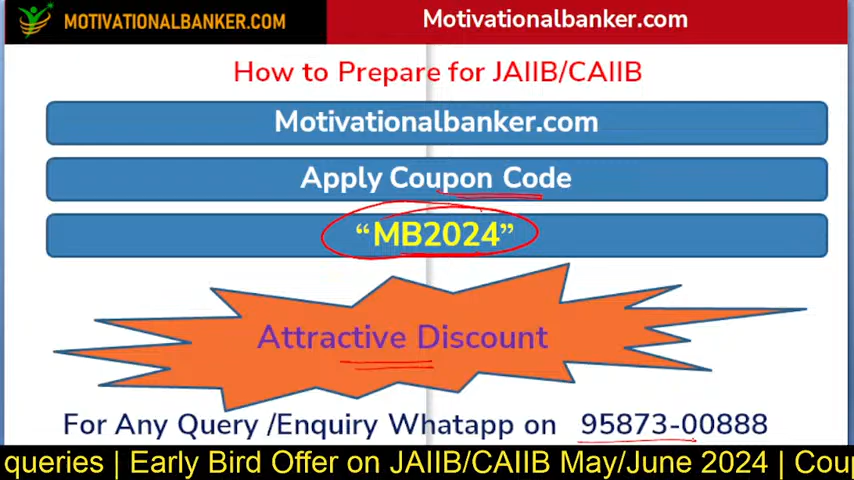 MOTIVATIONALBANKER.COM
Motivationalbanker.com
How to Prepare for JAIIB/CAIIB
Motivationalbanker.com
Apply Coupon Code
“MB2024”
Attractive Discount
For Any Query /Enquiry Whatapp on 95873-00888
queries | Early Bird Offer on JAIIB/CAIIB May/June 2024 | Cou